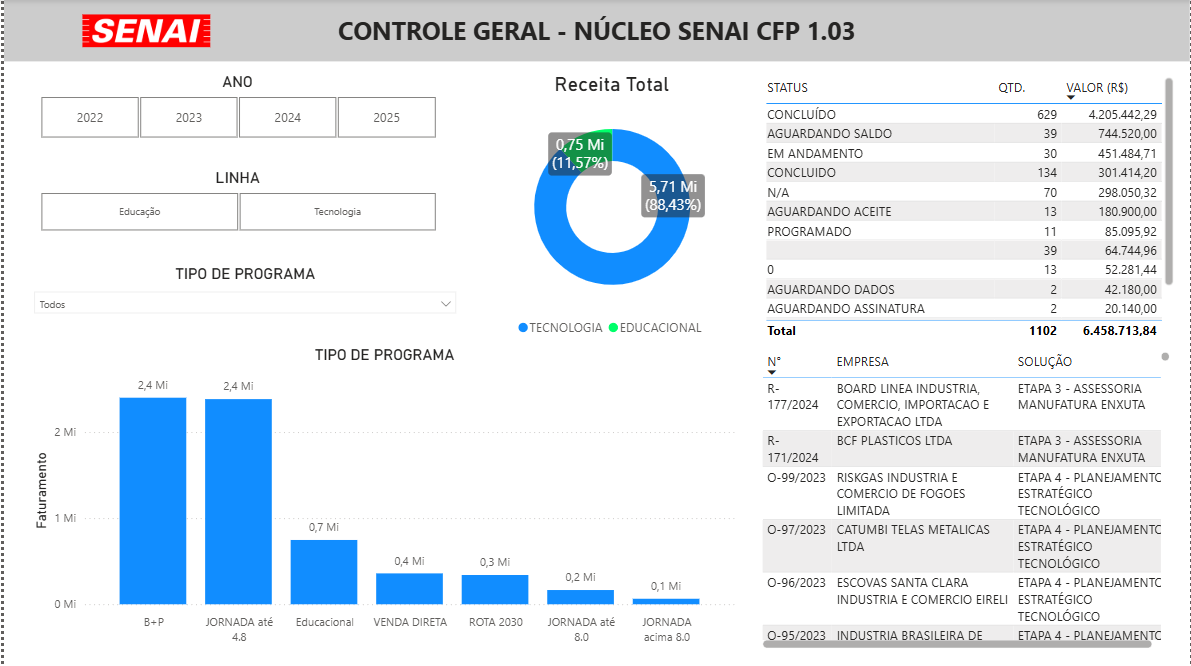 SENAI
CONTROLE GERAL - NÚCLEO SENAI CFP 1.03
ANO
2022 2023 2024 2025
LINHA
Educação Tecnologia
TIPO DE PROGRAMA
Todos
Receita Total
0,75 Mi
(11,57%)
5,71 Mi
(88,43%)
TECNOLOGIA EDUCACIONAL
STATUS QTD. VALOR (R$)
CONCLUÍDO 629 4.205.442,29
AGUARDANDO SALDO 39 744.520,00
EM ANDAMENTO 30 451.484,71
CONCLUIDO 134 301.414,20
N/A 70 298.050,32
AGUARDANDO ACEITE 13 180.900,00
PROGRAMADO 11 85.095,92
39 64.744,96
0 13 52.281,44
AGUARDANDO DADOS 2 42.180,00
AGUARDANDO ASSINATURA 2 20.140,00
Total 1102 6.458.713,84
TIPO DE PROGRAMA
Faturamento
2 Mi
1 Mi
0 Mi
2,4 Mi
2,4 Mi
0,7 Mi
0,4 Mi
0,3 Mi
0,2 Mi
0,1 Mi
B+P
JORNADA até
4.8
Educacional
VENDA DIRETA
ROTA 2030
JORNADA até
8.0
JORNADA
acima 8.0
N° EMPRESA SOLUÇÃO
R- BOARD LINEA INDUSTRIA, ETAPA 3 - ASSESSORIA
177/2024 COMERCIO, IMPORTACAO E MANUFATURA ENXUTA
EXPORTACAO LTDA
R- BCF PLASTICOS LTDA ETAPA 3 - ASSESSORIA
171/2024 MANUFATURA ENXUTA
O-99/2023 RISKGAS INDUSTRIA E ETAPA 4 - PLANEJAMENTO
COMERCIO DE FOGOES ESTRATÉGICO
LIMITADA TECNOLÓGICO
O-97/2023 CATUMBI TELAS METALICAS ETAPA 4 - PLANEJAMENTO
LTDA ESTRATÉGICO
TECNOLÓGICO
O-96/2023 ESCOVAS SANTA CLARA ETAPA 4 - PLANEJAMENTO
INDUSTRIA E COMERCIO EIRELI ESTRATÉGICO
TECNOLÓGICO
O-95/2023 INDUSTRIA BRASILEIRA DE ETAPA 4 - PLANEJAMENTO